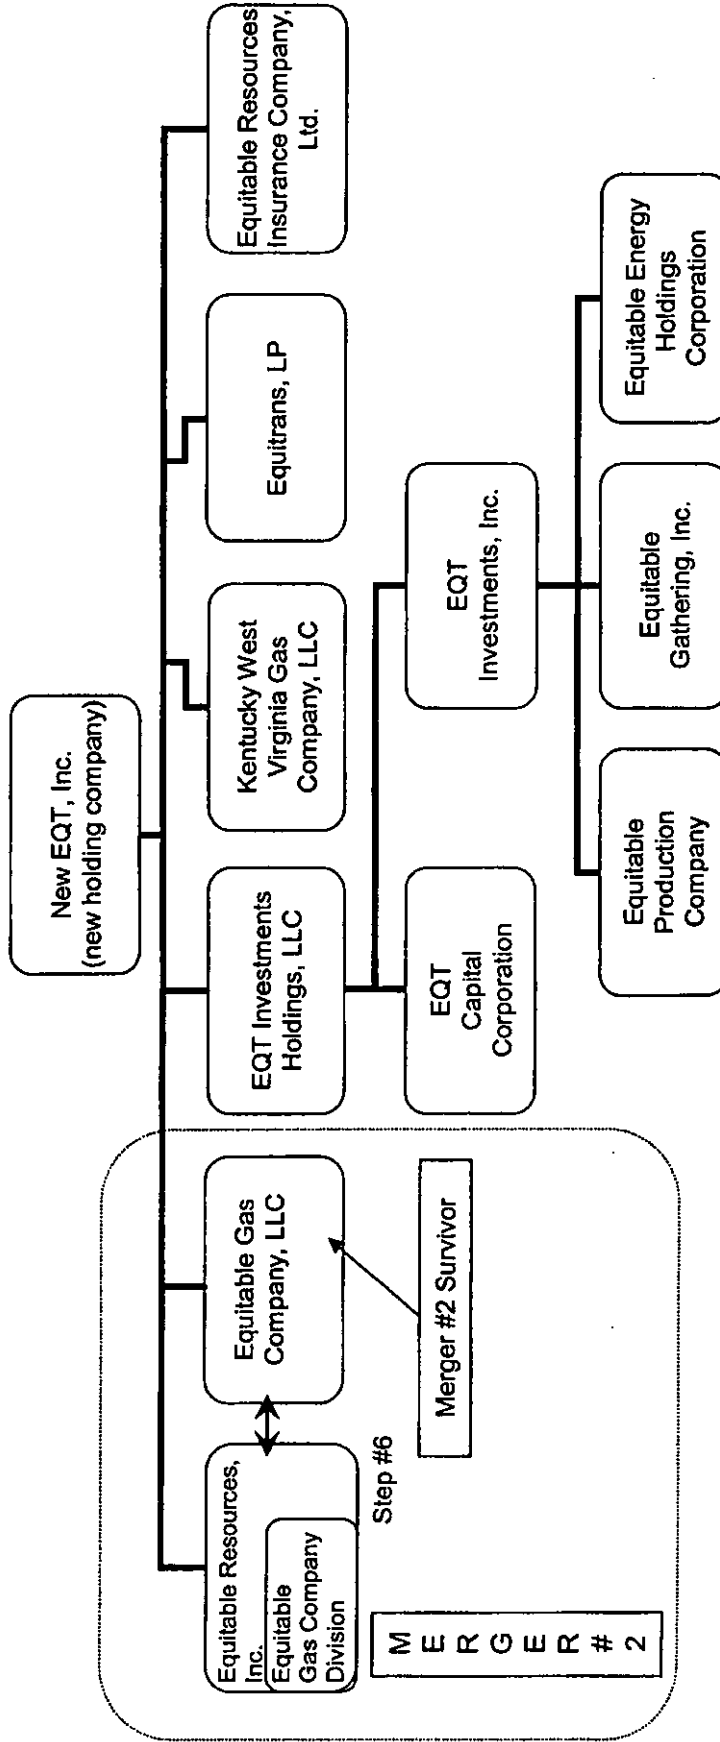 New EQT, Inc.
(new holding company)
Equitable Resources,
Inc.
Equitable
Gas Company
Division
Equitable Gas
Company, LLC
EQT Investments
Holdings, LLC
Kentucky West
Virginia Gas
Company, LLC
Equitrans, LP
Equitable Resources
Insurance Company,
Ltd.
Step #6
Merger #2 Survivor
M E R G E R # 2
EQT
Capital
Corporation
EQT
Investments, Inc.
Equitable
Production
Company
Equitable
Gathering, Inc.
Equitable Energy
Holdings
Corporation